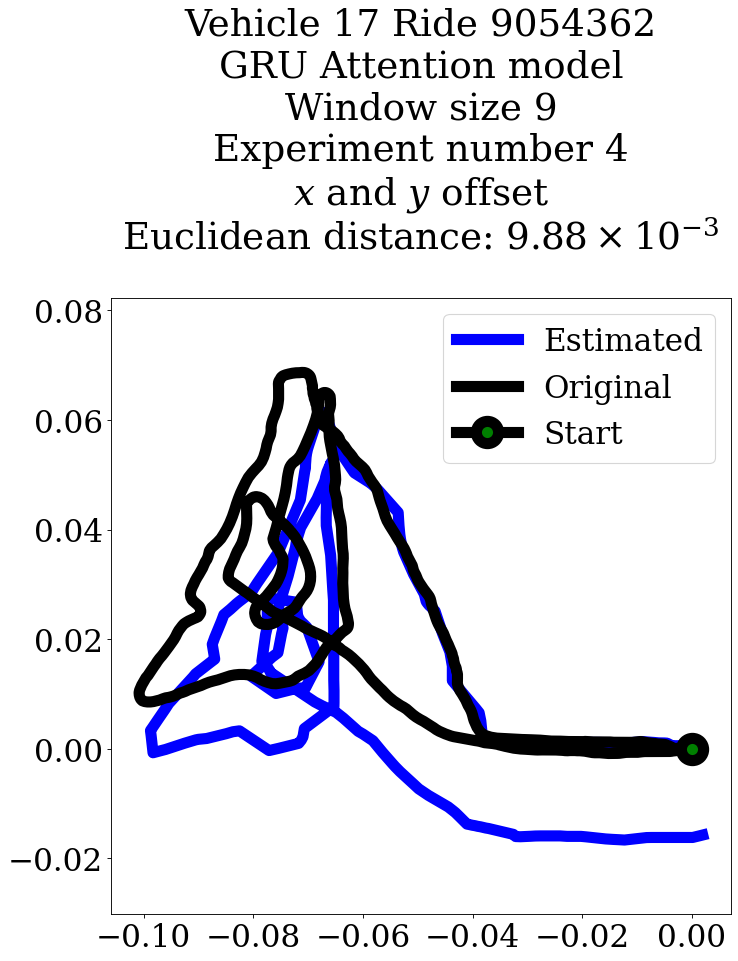 Vehicle 17 Ride 9054362
GRU Attention model
Window size 9
Experiment number 4
x and y offset
Euclidean distance: 9.88 × 10⁻³
Estimated
Original
Start
0.08
0.06
0.04
0.02
0.00
−0.02
−0.10 −0.08 −0.06 −0.04 −0.02 0.00